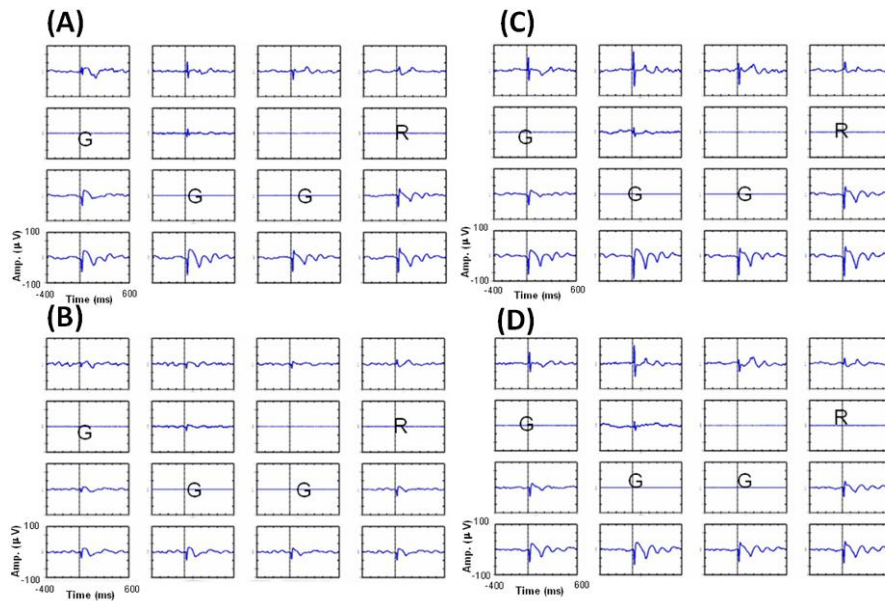 (A)
G
R
G
G
100
Amp. (µ V)
-100
-400
Time (ms)
600
(B)
G
R
G
G
100
Amp. (µ V)
-100
-400
Time (ms)
600
(C)
G
R
G
G
100
Amp. (µ V)
-100
-400
Time (ms)
600
(D)
G
R
G
G
100
Amp. (µ V)
-100
-400
Time (ms)
600